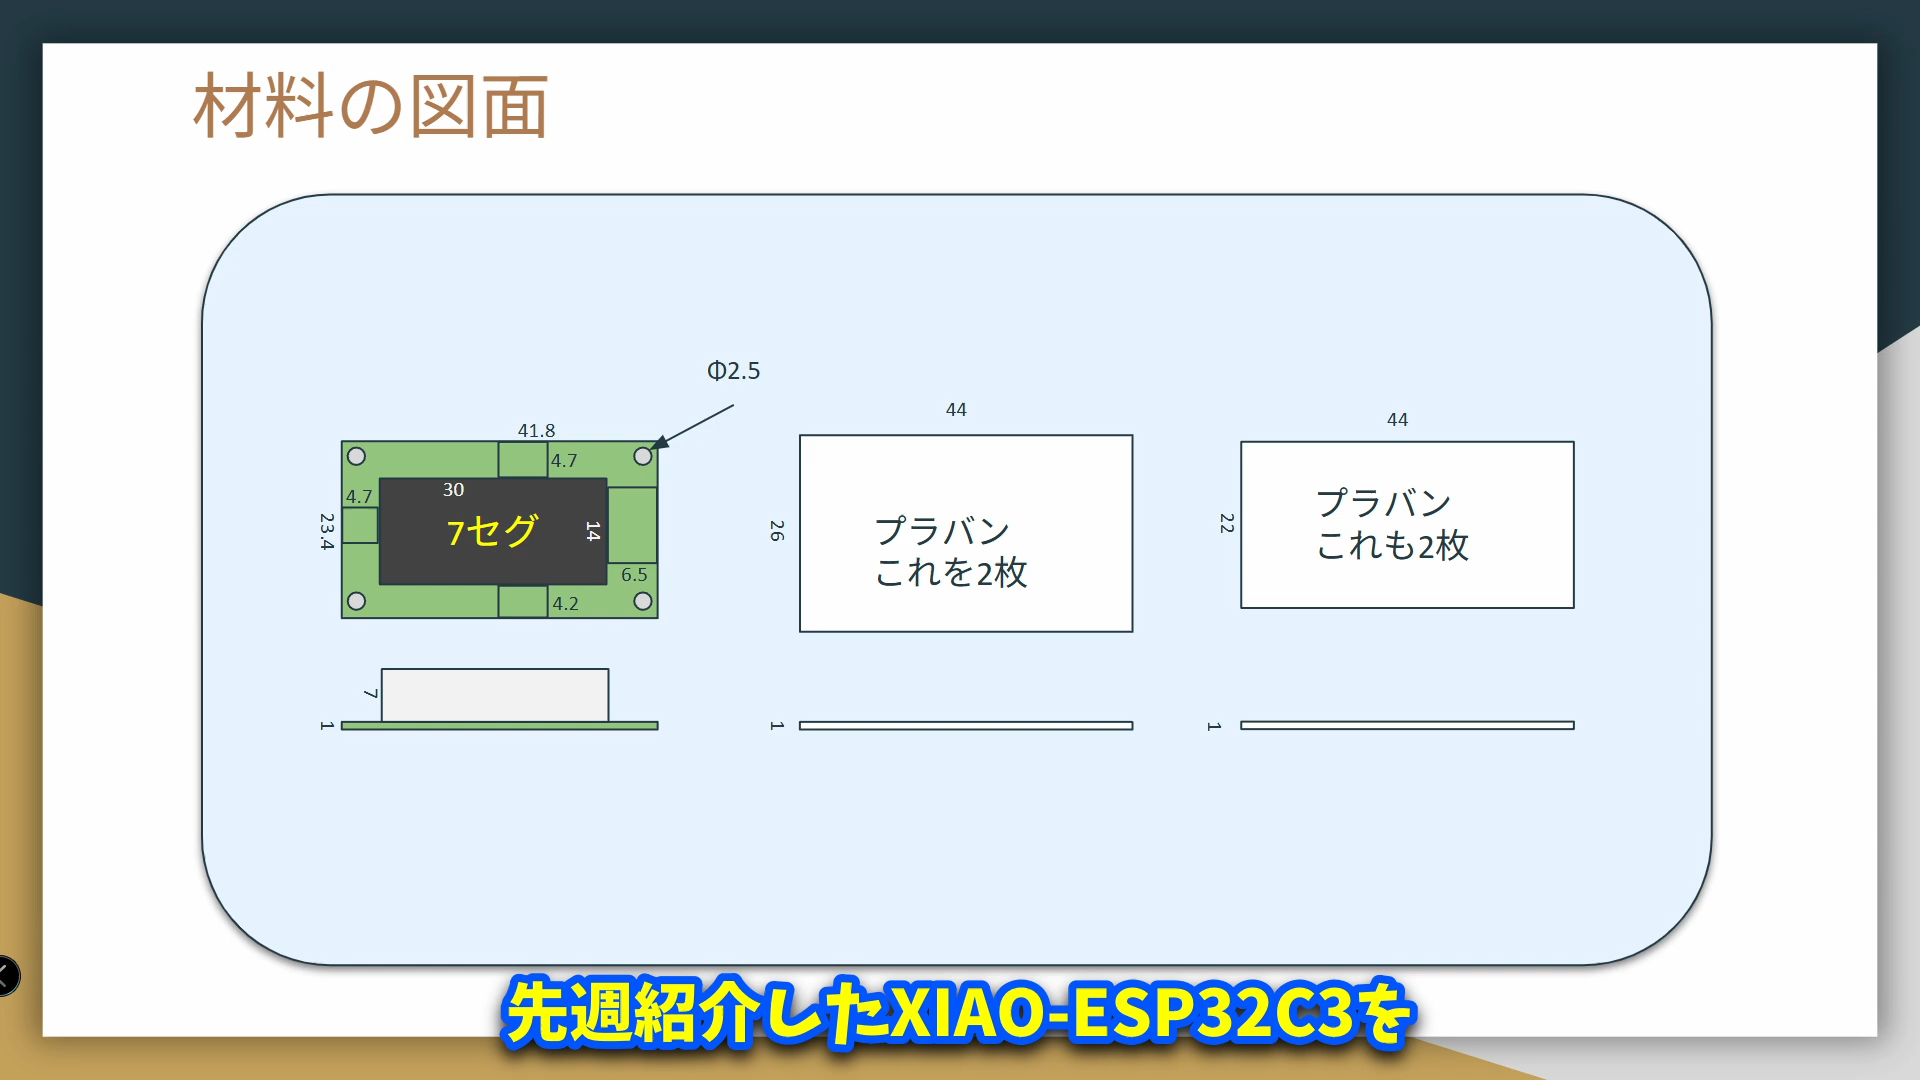 材料の図面
Φ2.5
41.8
4.7
4.7
30
7セグ
14
23.4
6.5
4.2
7
1
44
26
プラバン
これを2枚
1
44
22
プラバン
これも2枚
1
先週紹介したXIAO-ESP32C3を